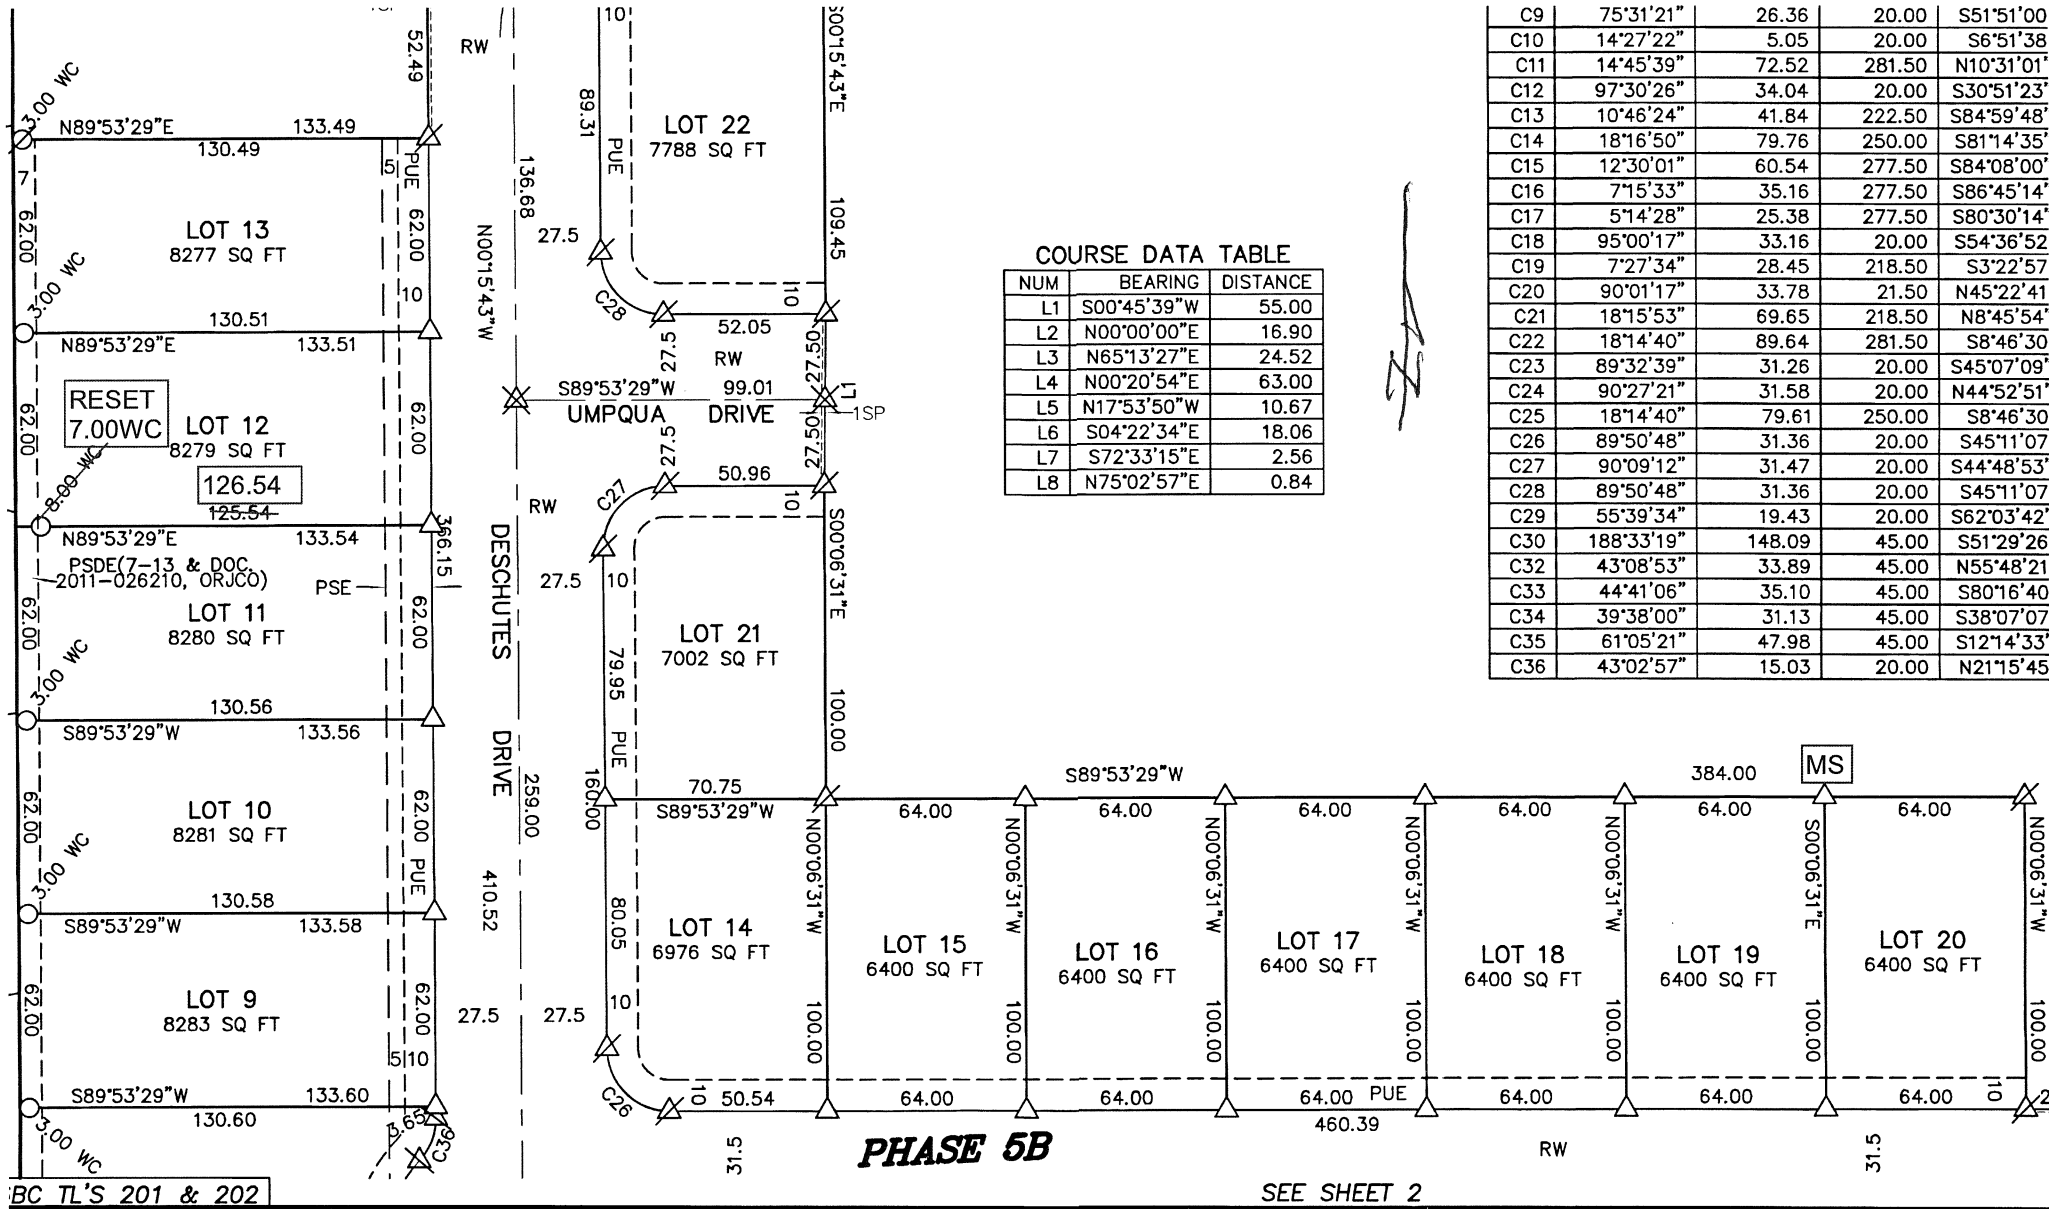 52.49
RW
10
S00°15'43"E
3.00 WC
N89°53'29"E 133.49
130.49
7
5
PUE
62.00
LOT 13
8277 SQ FT
62.00
10
3.00 WC
130.51
N89°53'29"E 133.51
RESET
7.00WC
62.00
LOT 12
8279 SQ FT
62.00
8.00 WC
126.54
125.54
N89°53'29"E 133.54
366.15
PSDE(7-13 & DOC.
2011-026210, ORJCO)
PSE
62.00
LOT 11
8280 SQ FT
62.00
3.00 WC
130.56
S89°53'29"W 133.56
62.00
LOT 10
8281 SQ FT
62.00
PUE
3.00 WC
130.58
S89°53'29"W 133.58
62.00
LOT 9
8283 SQ FT
62.00
5 10
S89°53'29"W 133.60
130.60
3.65
C36
3.00 WC
BC TL'S 201 & 202
136.68
N00°15'43"W
27.5
89.31
PUE
LOT 22
7788 SQ FT
109.45
C28
10
52.05
27.5
RW
27.50
S89°53'29"W 99.01
L7
UMPQUA DRIVE
1SP
27.5
27.50
50.96
C27
10
RW
DESCHUTES DRIVE
27.5
10
S00°06'31"E
LOT 21
7002 SQ FT
79.95
PUE
100.00
160.00
259.00
410.52
70.75
S89°53'29"W
80.05
LOT 14
6976 SQ FT
10
27.5
27.5
C26
10
50.54
31.5
S89°53'29"W
384.00
MS
64.00
64.00
64.00
64.00
64.00
64.00
N00°06'31"W
100.00
LOT 15
6400 SQ FT
N00°06'31"W
100.00
LOT 16
6400 SQ FT
N00°06'31"W
100.00
LOT 17
6400 SQ FT
N00°06'31"W
100.00
LOT 18
6400 SQ FT
N00°06'31"W
100.00
LOT 19
6400 SQ FT
S00°06'31"E
100.00
LOT 20
6400 SQ FT
N00°06'31"W
100.00
10
64.00
64.00
64.00
PUE
64.00
64.00
64.00
2
460.39
PHASE 5B
RW
31.5
SEE SHEET 2
COURSE DATA TABLE
NUM BEARING DISTANCE
L1 S00°45'39"W 55.00
L2 N00°00'00"E 16.90
L3 N65°13'27"E 24.52
L4 N00°20'54"E 63.00
L5 N17°53'50"W 10.67
L6 S04°22'34"E 18.06
L7 S72°33'15"E 2.56
L8 N75°02'57"E 0.84
C9 75°31'21" 26.36 20.00 S51°51'00
C10 14°27'22" 5.05 20.00 S6°51'38
C11 14°45'39" 72.52 281.50 N10°31'01"
C12 97°30'26" 34.04 20.00 S30°51'23"
C13 10°46'24" 41.84 222.50 S84°59'48"
C14 18°16'50" 79.76 250.00 S81°14'35"
C15 12°30'01" 60.54 277.50 S84°08'00"
C16 7°15'33" 35.16 277.50 S86°45'14"
C17 5°14'28" 25.38 277.50 S80°30'14"
C18 95°00'17" 33.16 20.00 S54°36'52
C19 7°27'34" 28.45 218.50 S3°22'57
C20 90°01'17" 33.78 21.50 N45°22'41
C21 18°15'53" 69.65 218.50 N8°45'54"
C22 18°14'40" 89.64 281.50 S8°46'30
C23 89°32'39" 31.26 20.00 S45°07'09"
C24 90°27'21" 31.58 20.00 N44°52'51"
C25 18°14'40" 79.61 250.00 S8°46'30
C26 89°50'48" 31.36 20.00 S45°11'07
C27 90°09'12" 31.47 20.00 S44°48'53"
C28 89°50'48" 31.36 20.00 S45°11'07
C29 55°39'34" 19.43 20.00 S62°03'42"
C30 188°33'19" 148.09 45.00 S51°29'26
C32 43°08'53" 33.89 45.00 N55°48'21
C33 44°41'06" 35.10 45.00 S80°16'40
C34 39°38'00" 31.13 45.00 S38°07'07
C35 61°05'21" 47.98 45.00 S12°14'33"
C36 43°02'57" 15.03 20.00 N21°15'45